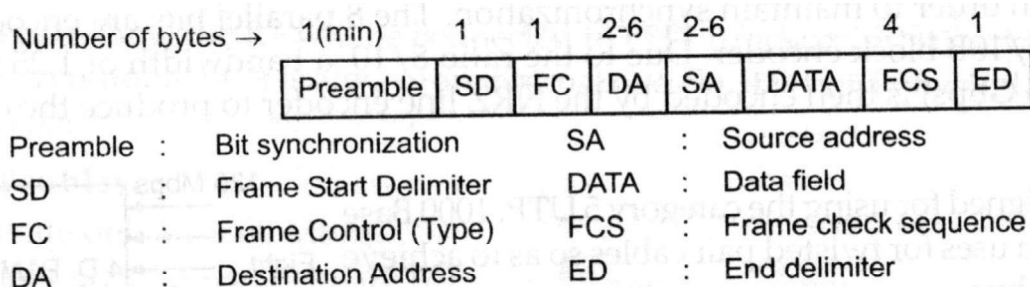 Number of bytes → 1(min) 1 1 2-6 2-6 4 1
Preamble SD FC DA SA DATA FCS ED
Preamble : Bit synchronization SA : Source address
SD : Frame Start Delimiter DATA : Data field
FC : Frame Control (Type) FCS : Frame check sequence
DA : Destination Address ED : End delimiter